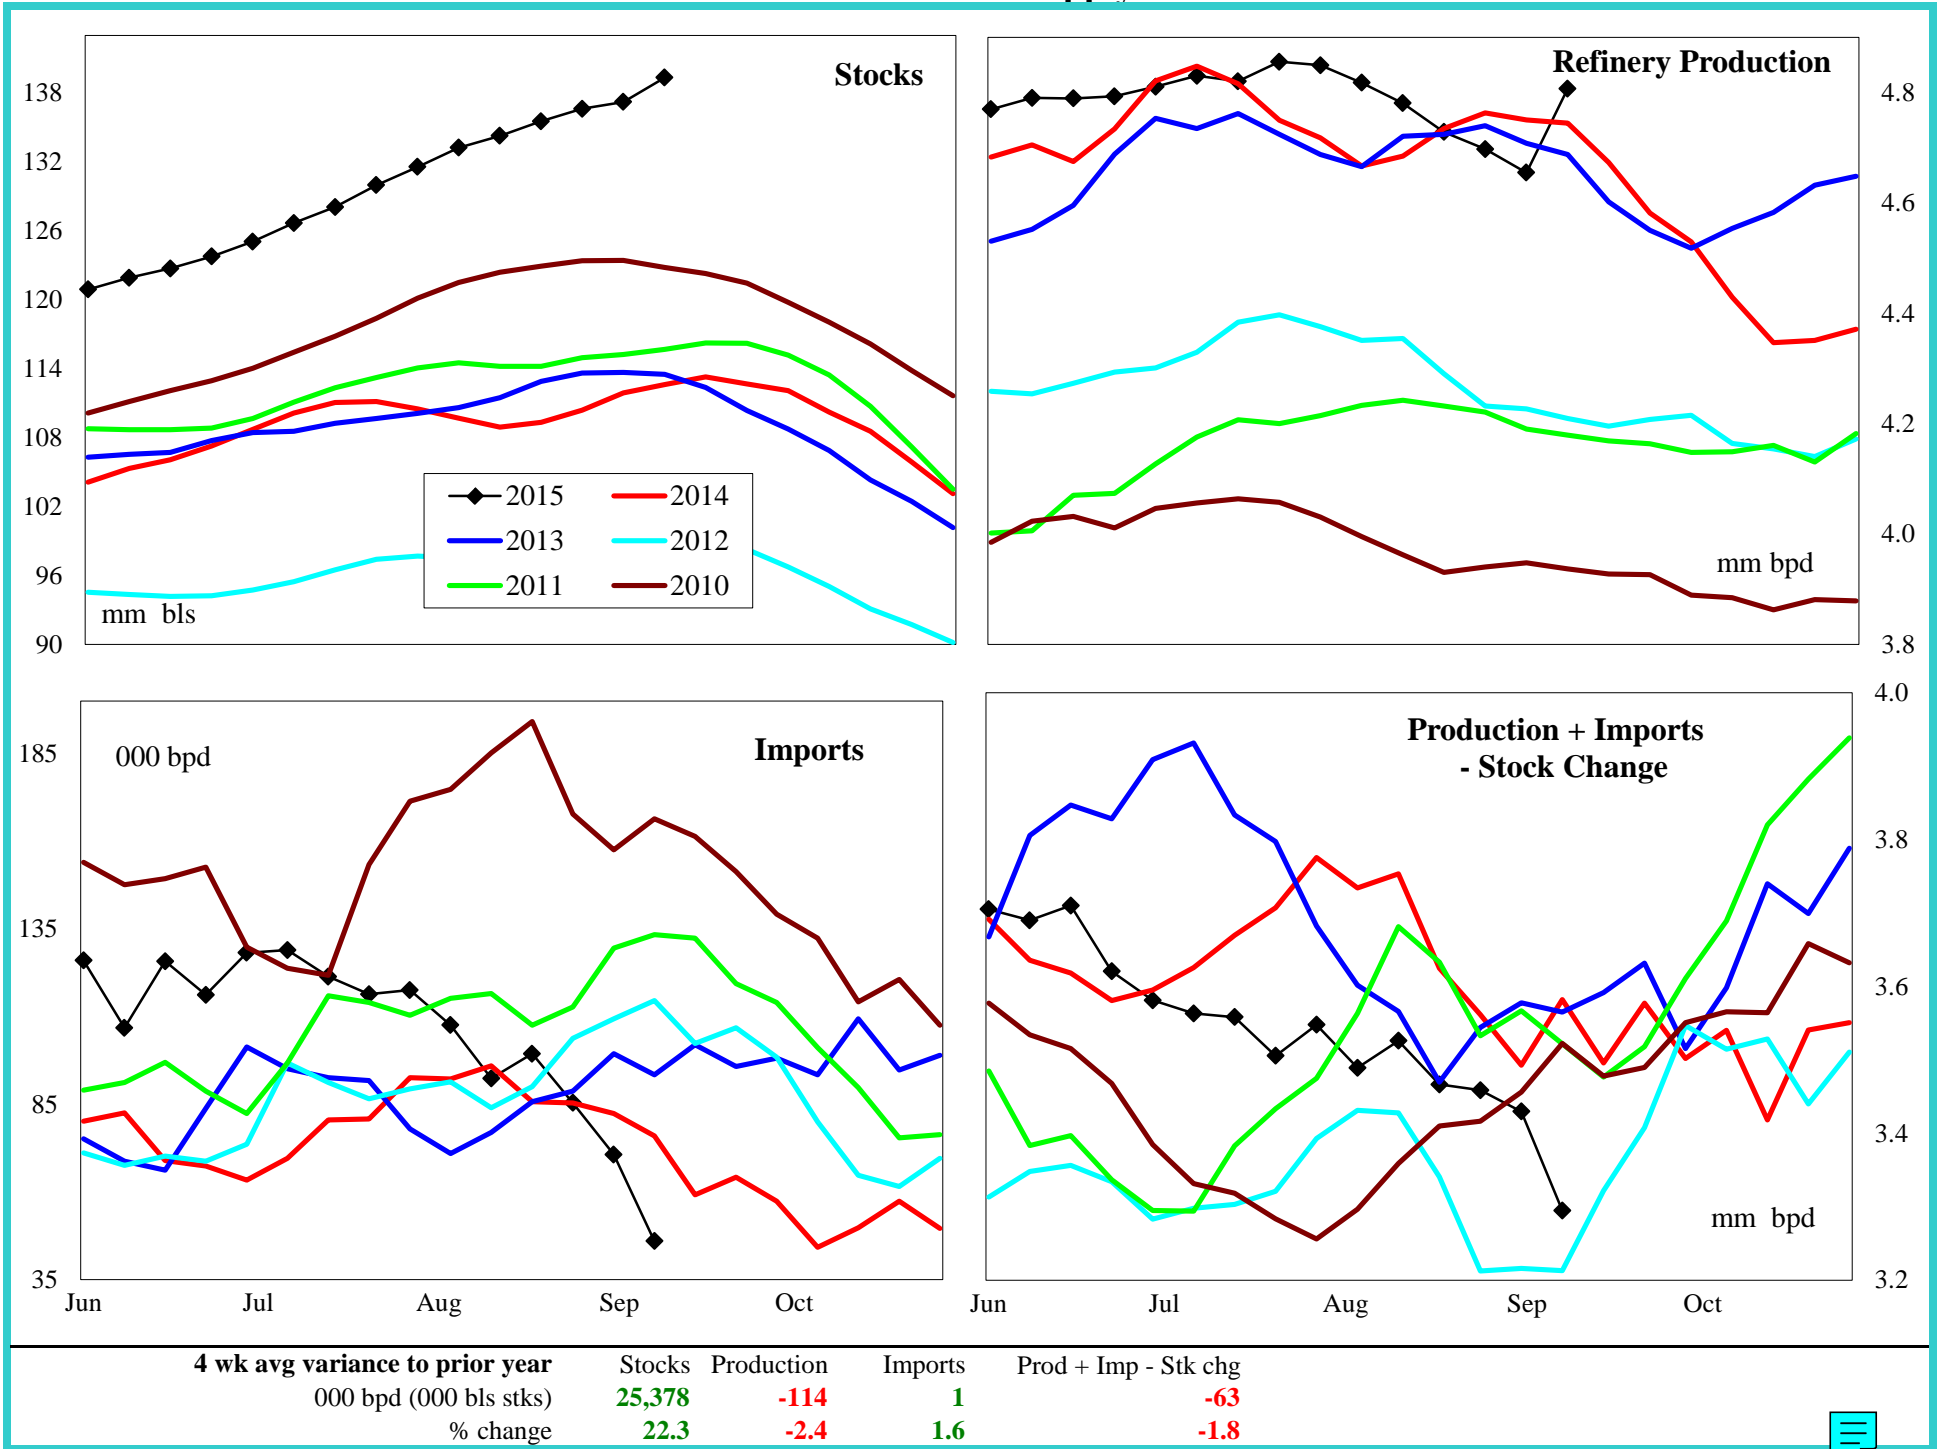 Stocks
138
132
126
120
114
108
102
96
90
mm bls
2015 2014
2013 2012
2011 2010
Refinery Production
4.8
4.6
4.4
4.2
4.0
3.8
mm bpd
Imports
000 bpd
185
135
85
35
Jun Jul Aug Sep Oct
Production + Imports
- Stock Change
4.0
3.8
3.6
3.4
3.2
mm bpd
Jun Jul Aug Sep Oct
4 wk avg variance to prior year Stocks Production Imports Prod + Imp - Stk chg
000 bpd (000 bls stks) 25,378 -114 1 -63
% change 22.3 -2.4 1.6 -1.8